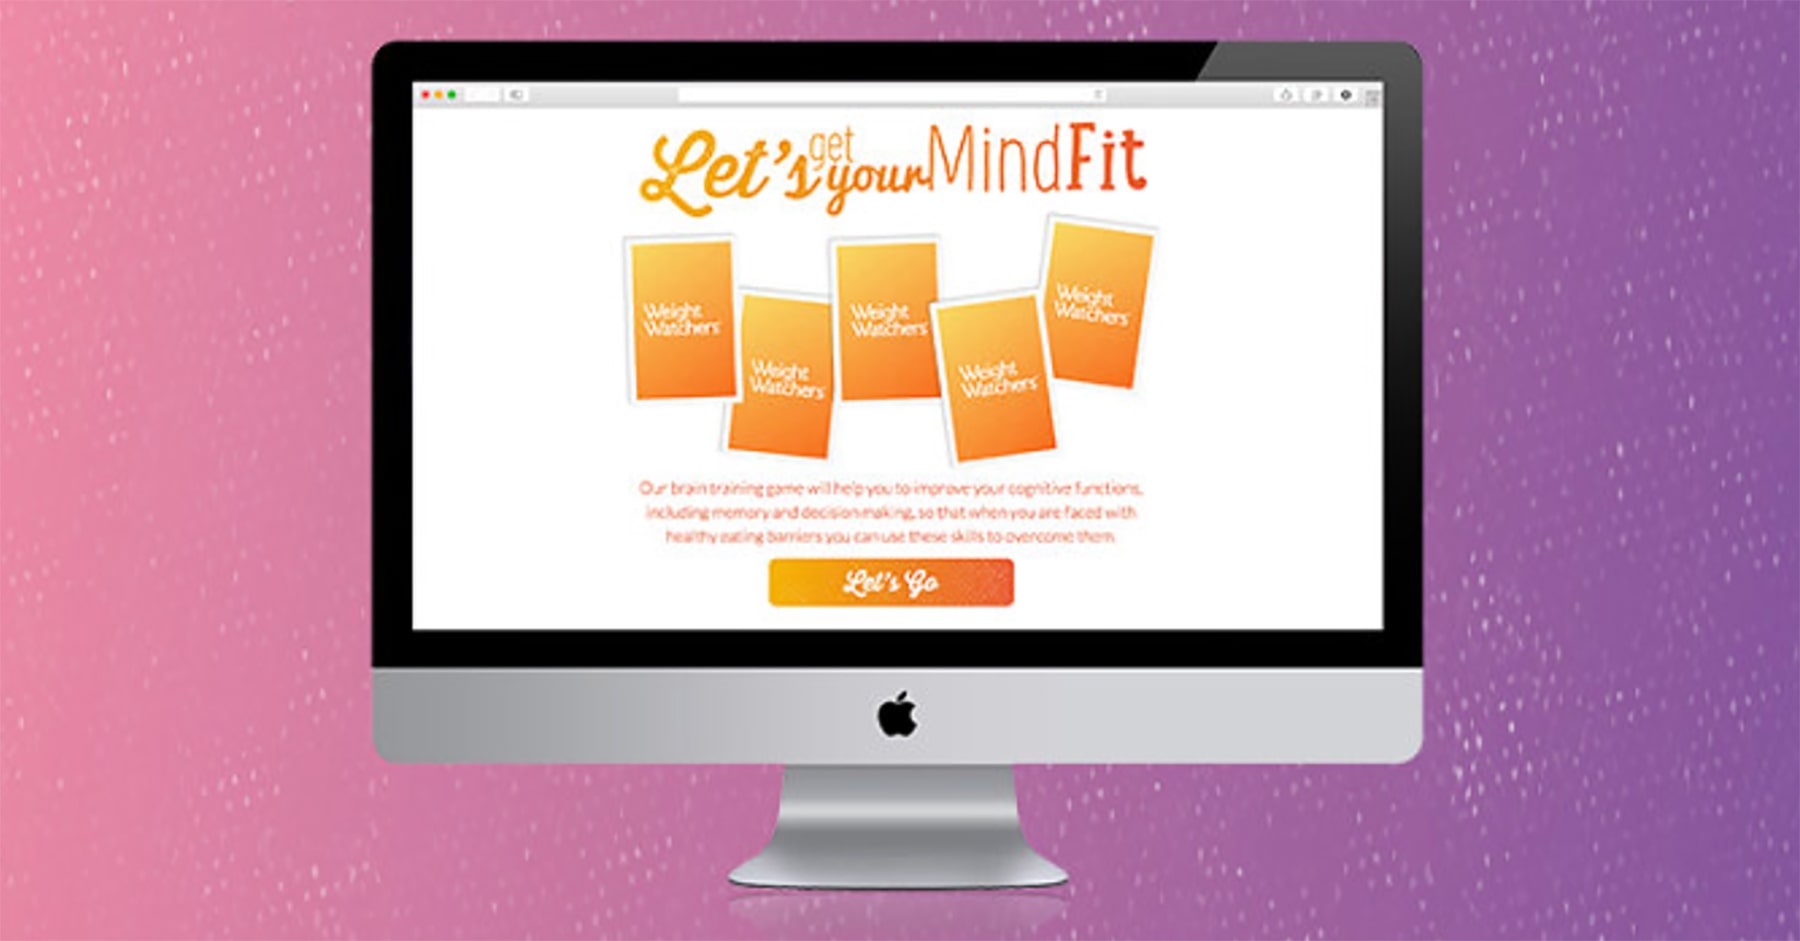 Let's get your MindFit
Weight
Watchers
Weight
Watchers
Weight
Watchers
Weight
Watchers
Weight
Watchers
Our brain training game will help you to improve your cognitive functions,
including memory and decision making, so that when you are faced with
healthy eating barriers you can use these skills to overcome them.
Let's Go